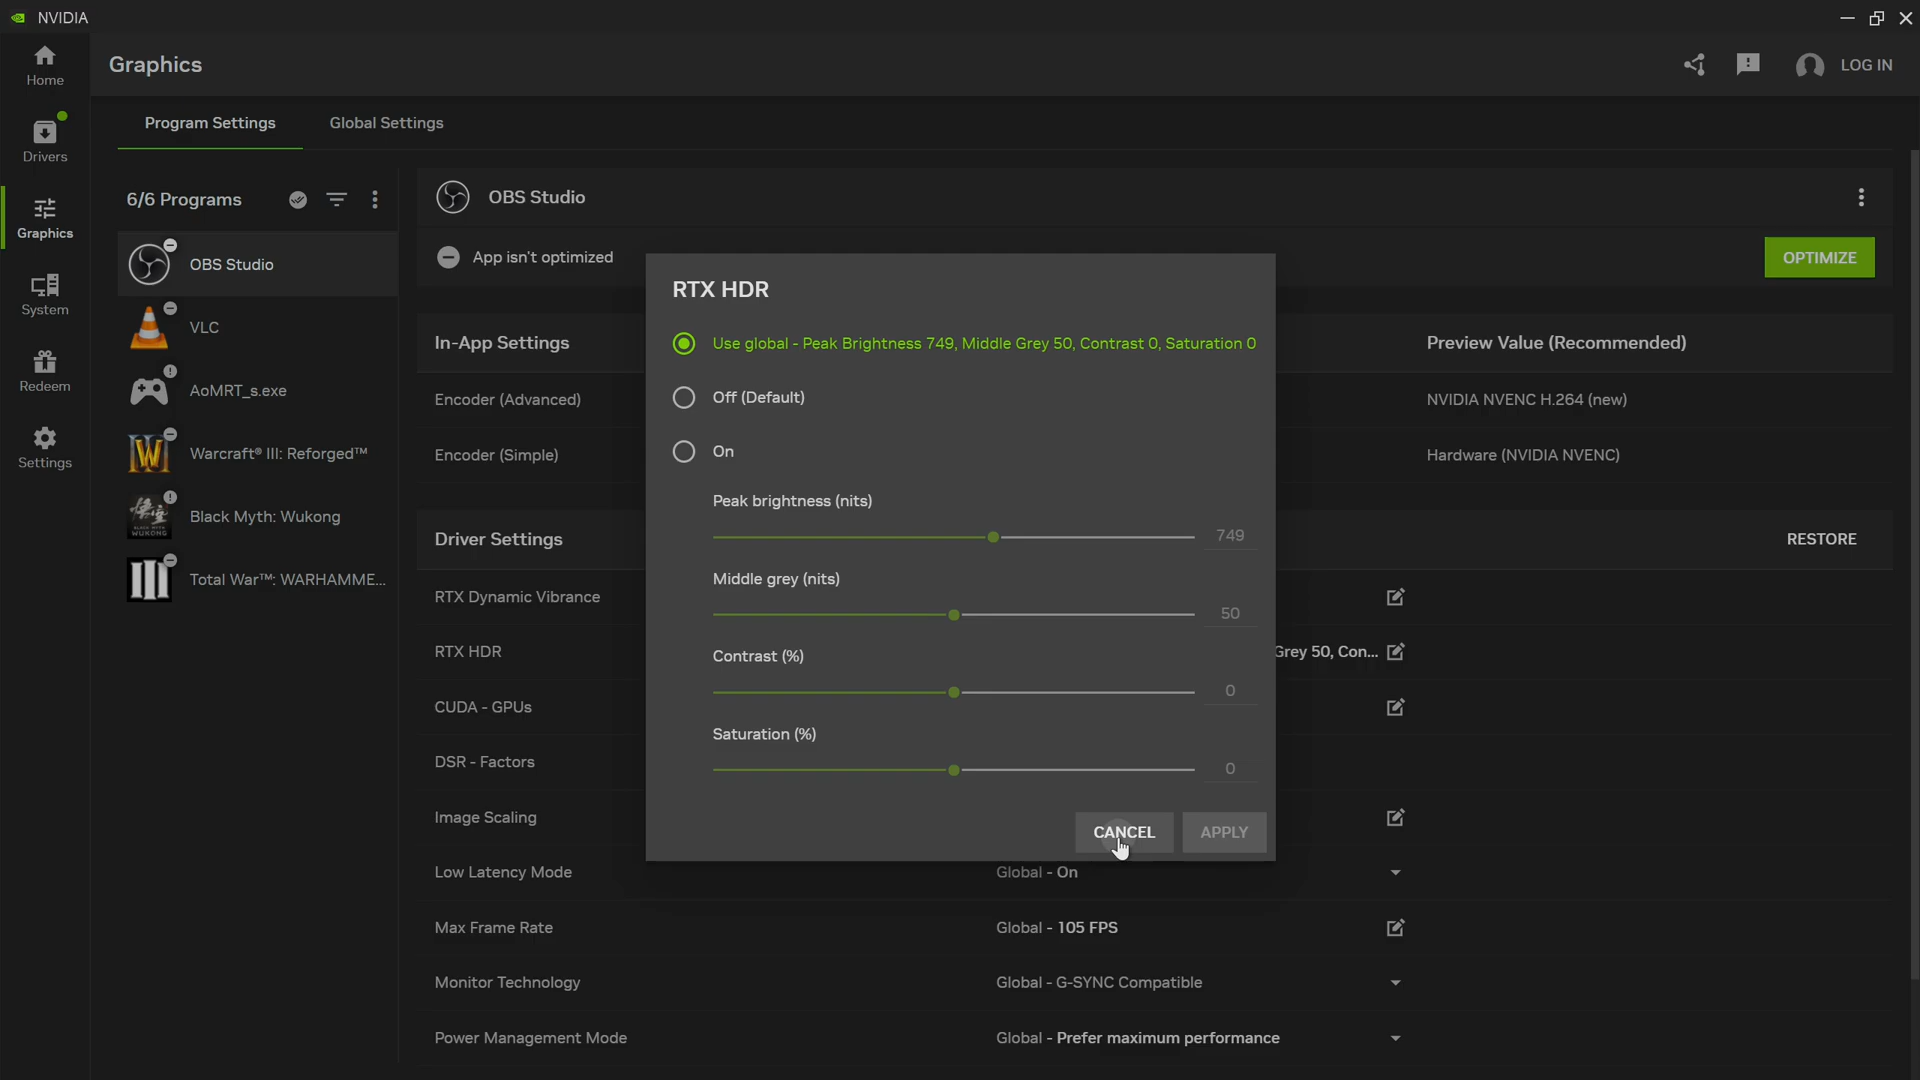 NVIDIA
Home
Graphics
LOG IN
Drivers
Program Settings
Global Settings
6/6 Programs
OBS Studio
Graphics
OBS Studio
App isn't optimized
OPTIMIZE
System
VLC
RTX HDR
In-App Settings
Use global - Peak Brightness 749, Middle Grey 50, Contrast 0, Saturation 0
Preview Value (Recommended)
Redeem
AoMRT_s.exe
Encoder (Advanced)
Off (Default)
NVIDIA NVENC H.264 (new)
Settings
Warcraft® III: Reforged™
Encoder (Simple)
On
Hardware (NVIDIA NVENC)
Black Myth: Wukong
Peak brightness (nits)
749
Driver Settings
RESTORE
Total War™: WARHAMME...
Middle grey (nits)
50
RTX Dynamic Vibrance
RTX HDR
Contrast (%)
0
Grey 50, Con...
CUDA - GPUs
Saturation (%)
0
DSR - Factors
Image Scaling
CANCEL
APPLY
Low Latency Mode
Global - On
Max Frame Rate
Global - 105 FPS
Monitor Technology
Global - G-SYNC Compatible
Power Management Mode
Global - Prefer maximum performance